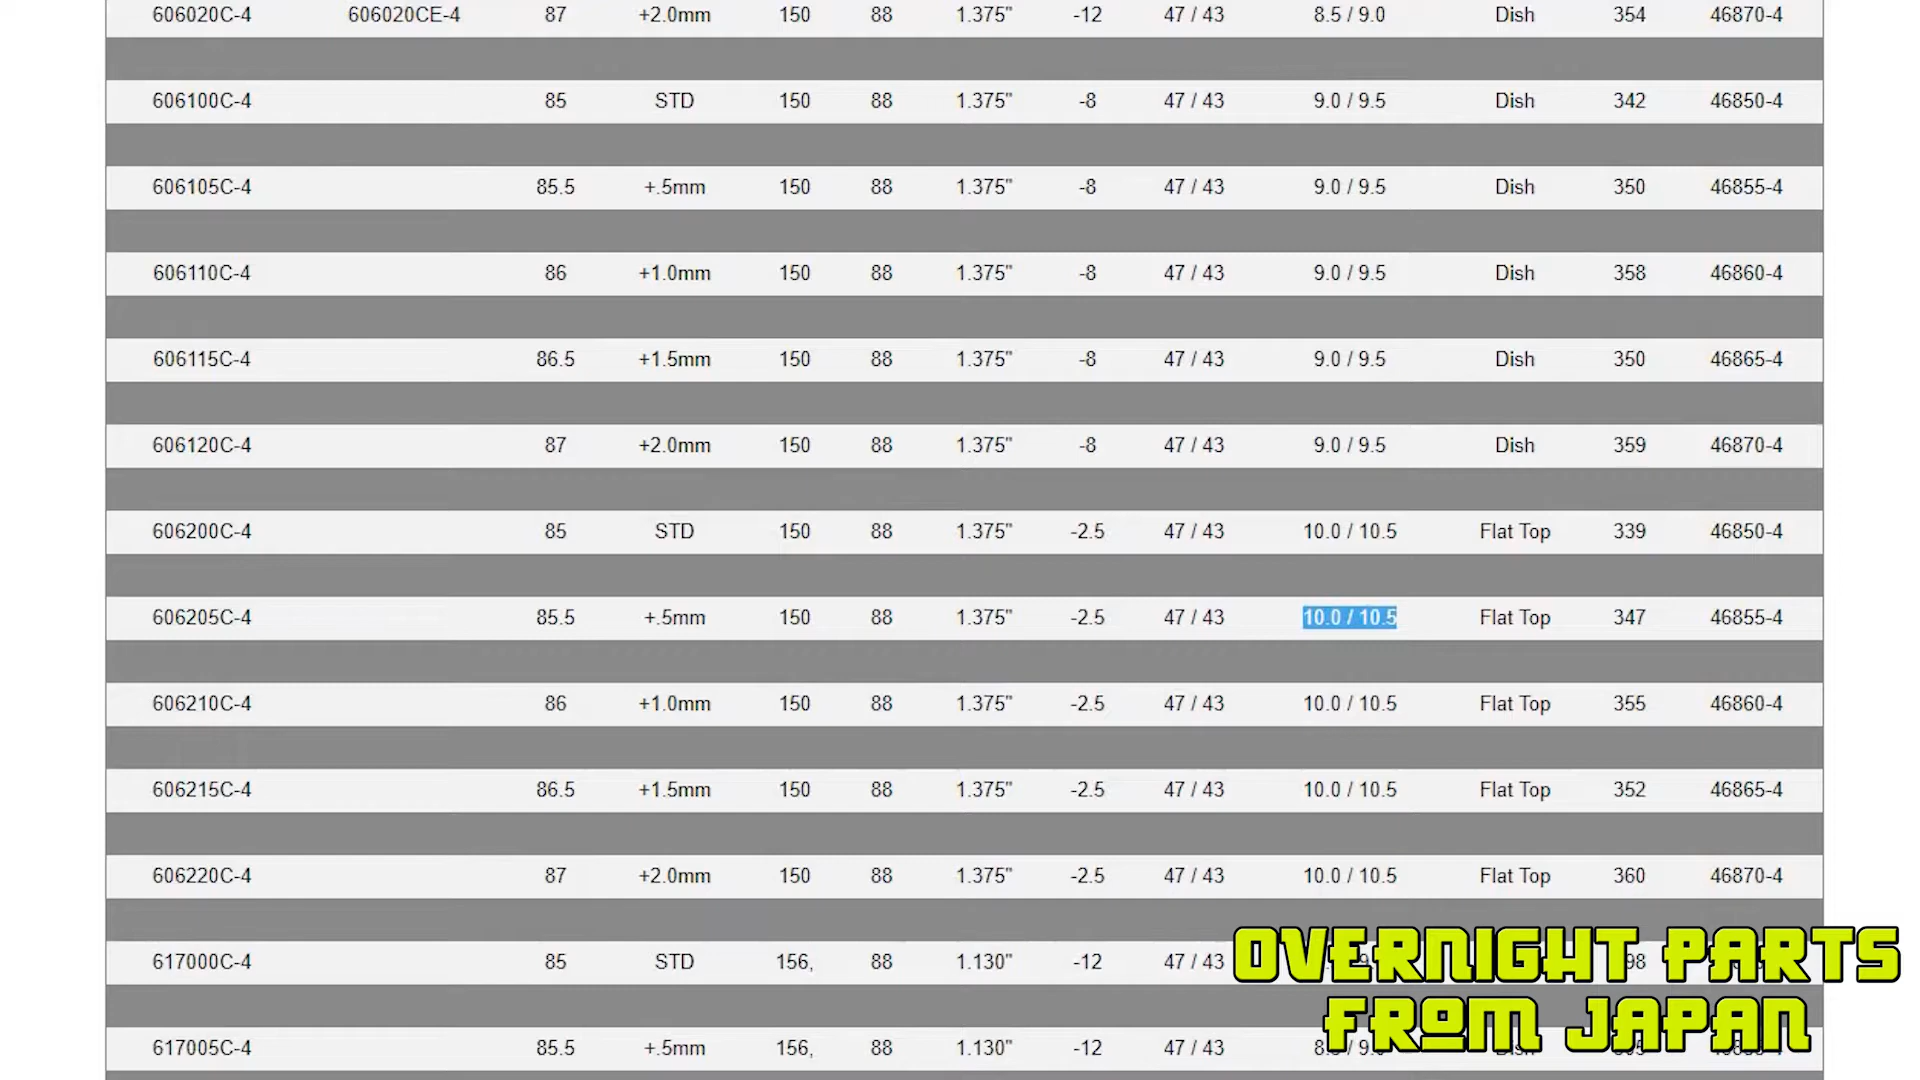 606020C-4 606020CE-4 87 +2.0mm 150 88 1.375" -12 47 / 43 8.5 / 9.0 Dish 354 46870-4
606100C-4 85 STD 150 88 1.375" -8 47 / 43 9.0 / 9.5 Dish 342 46850-4
606105C-4 85.5 +.5mm 150 88 1.375" -8 47 / 43 9.0 / 9.5 Dish 350 46855-4
606110C-4 86 +1.0mm 150 88 1.375" -8 47 / 43 9.0 / 9.5 Dish 358 46860-4
606115C-4 86.5 +1.5mm 150 88 1.375" -8 47 / 43 9.0 / 9.5 Dish 350 46865-4
606120C-4 87 +2.0mm 150 88 1.375" -8 47 / 43 9.0 / 9.5 Dish 359 46870-4
606200C-4 85 STD 150 88 1.375" -2.5 47 / 43 10.0 / 10.5 Flat Top 339 46850-4
606205C-4 85.5 +.5mm 150 88 1.375" -2.5 47 / 43 10.0 / 10.5 Flat Top 347 46855-4
606210C-4 86 +1.0mm 150 88 1.375" -2.5 47 / 43 10.0 / 10.5 Flat Top 355 46860-4
606215C-4 86.5 +1.5mm 150 88 1.375" -2.5 47 / 43 10.0 / 10.5 Flat Top 352 46865-4
606220C-4 87 +2.0mm 150 88 1.375" -2.5 47 / 43 10.0 / 10.5 Flat Top 360 46870-4
617000C-4 85 STD 156, 88 1.130" -12 47 / 43
617005C-4 85.5 +.5mm 156, 88 1.130" -12 47 / 43
OVERNIGHT PARTS
FROM JAPAN